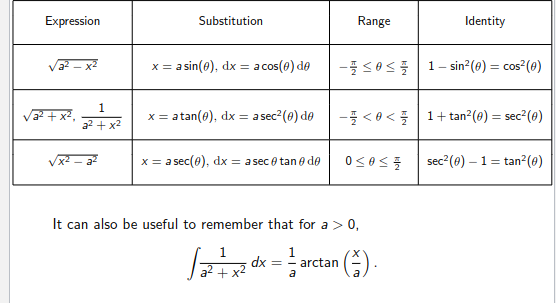 Expression Substitution Range Identity
√(a² − x²) x = a sin(θ), dx = a cos(θ) dθ −π/2 ≤ θ ≤ π/2 1 − sin²(θ) = cos²(θ)
√(a² + x²), 1/(a² + x²) x = a tan(θ), dx = a sec²(θ) dθ −π/2 < θ < π/2 1 + tan²(θ) = sec²(θ)
√(x² − a²) x = a sec(θ), dx = a sec θ tan θ dθ 0 ≤ θ ≤ π/2 sec²(θ) − 1 = tan²(θ)
It can also be useful to remember that for a > 0,
∫ 1/(a² + x²) dx = 1/a arctan (x/a).